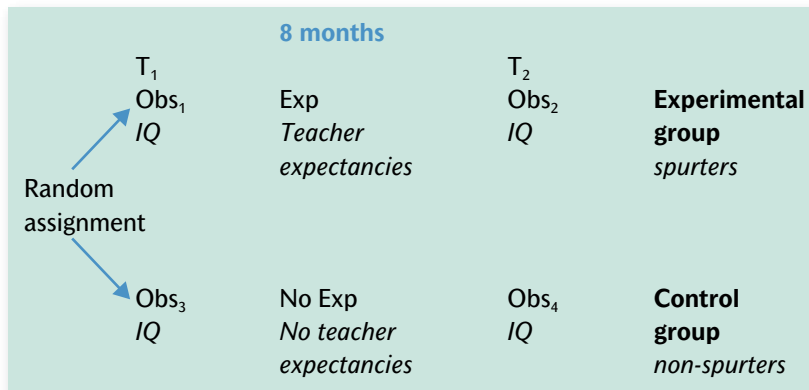 8 months
T₁ T₂
Obs₁ Exp Obs₂ Experimental
IQ Teacher IQ group
expectancies spurters
Random
assignment
Obs₃ No Exp Obs₄ Control
IQ No teacher IQ group
expectancies non-spurters